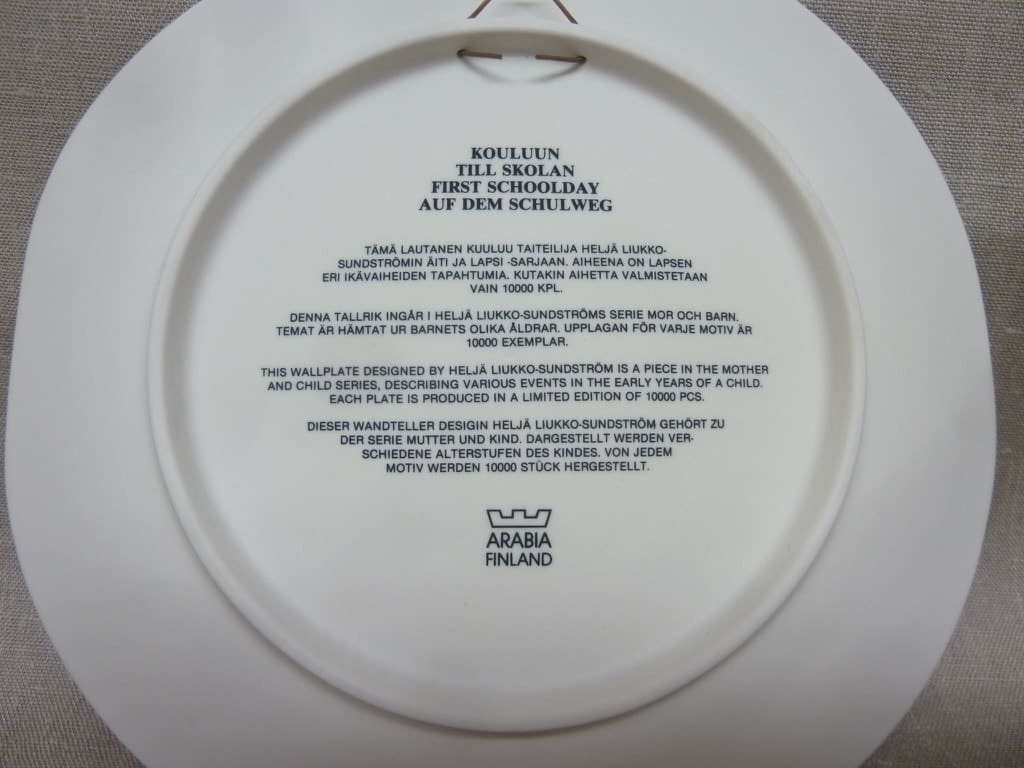 KOULUUN
TILL SKOLAN
FIRST SCHOOLDAY
AUF DEM SCHULWEG
TÄMÄ LAUTANEN KUULUU TAITEILIJA HELJÄ LIUKKO-
SUNDSTRÖMIN ÄITI JA LAPSI -SARJAAN. AIHEENA ON LAPSEN
ERI IKÄVAIHEIDEN TAPAHTUMIA. KUTAKIN AIHETTA VALMISTETAAN
VAIN 10000 KPL.
DENNA TALLRIK INGÅR I HELJÄ LIUKKO-SUNDSTRÖMS SERIE MOR OCH BARN.
TEMAT ÄR HÄMTAT UR BARNETS OLIKA ÅLDRAR. UPPLAGAN FÖR VARJE MOTIV ÄR
10000 EXEMPLAR.
THIS WALLPLATE DESIGNED BY HELJÄ LIUKKO-SUNDSTRÖM IS A PIECE IN THE MOTHER
AND CHILD SERIES, DESCRIBING VARIOUS EVENTS IN THE EARLY YEARS OF A CHILD.
EACH PLATE IS PRODUCED IN A LIMITED EDITION OF 10000 PCS.
DIESER WANDTELLER DESIGIN HELJÄ LIUKKO-SUNDSTRÖM GEHÖRT ZU
DER SERIE MUTTER UND KIND. DARGESTELLT WERDEN VER-
SCHIEDENE ALTERSTUFEN DES KINDES. VON JEDEM
MOTIV WERDEN 10000 STÜCK HERGESTELLT.
ARABIA
FINLAND